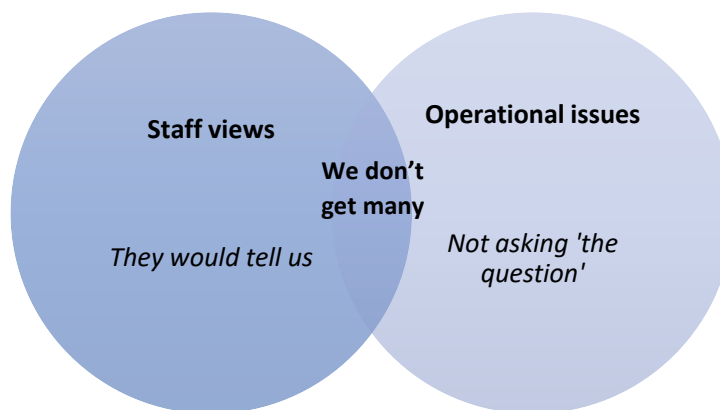 Staff views
They would tell us
We don’t
get many
Operational issues
Not asking 'the
question'